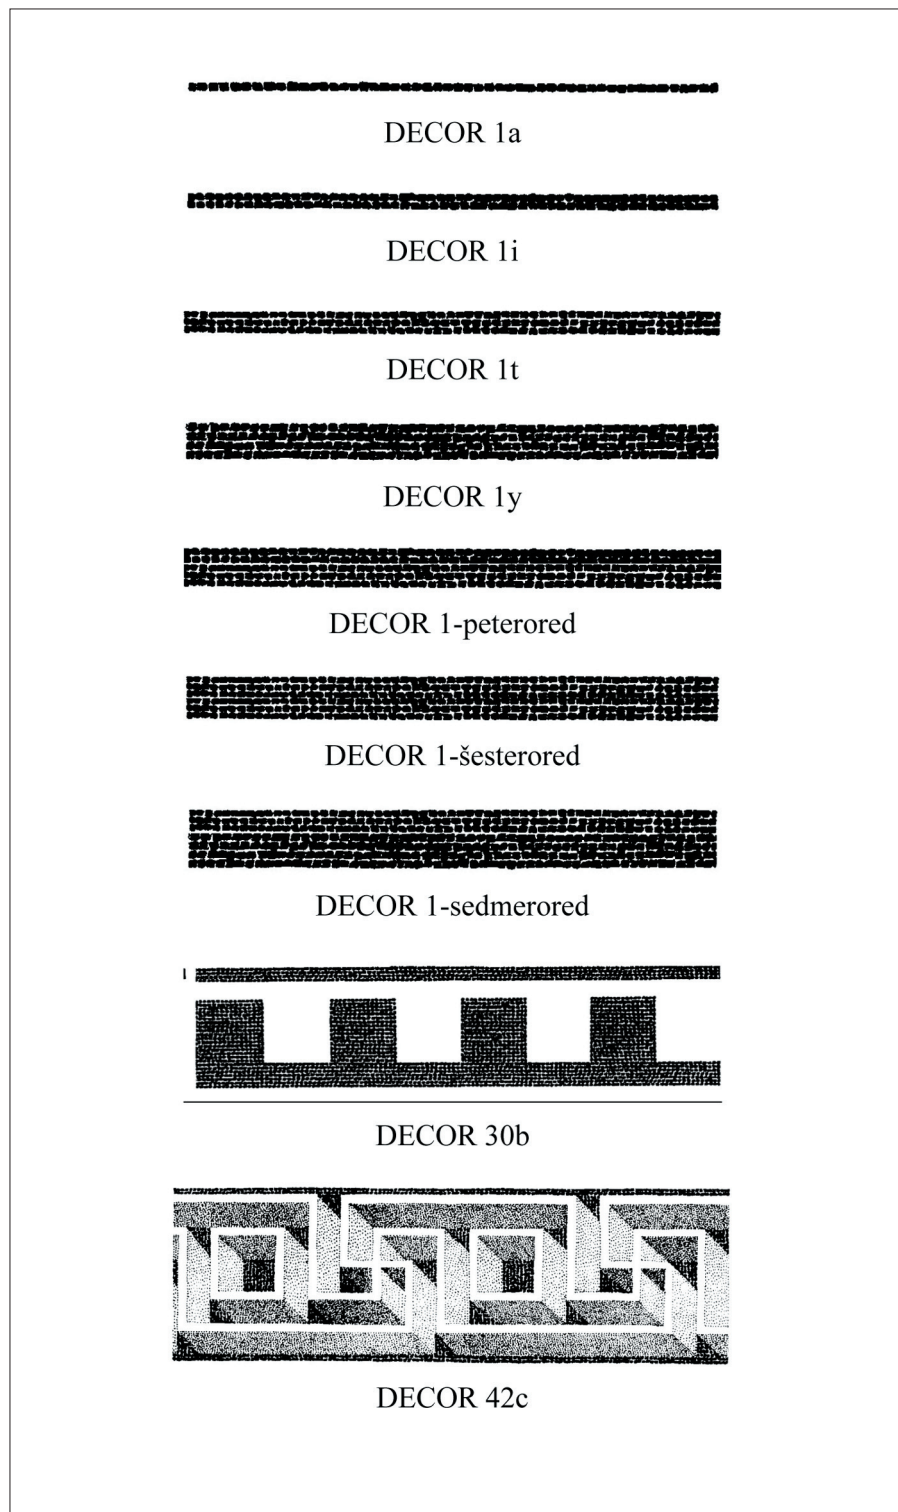 DECOR 1a
DECOR 1i
DECOR 1t
DECOR 1y
DECOR 1-peterored
DECOR 1-šesterored
DECOR 1-sedmerored
DECOR 30b
DECOR 42c